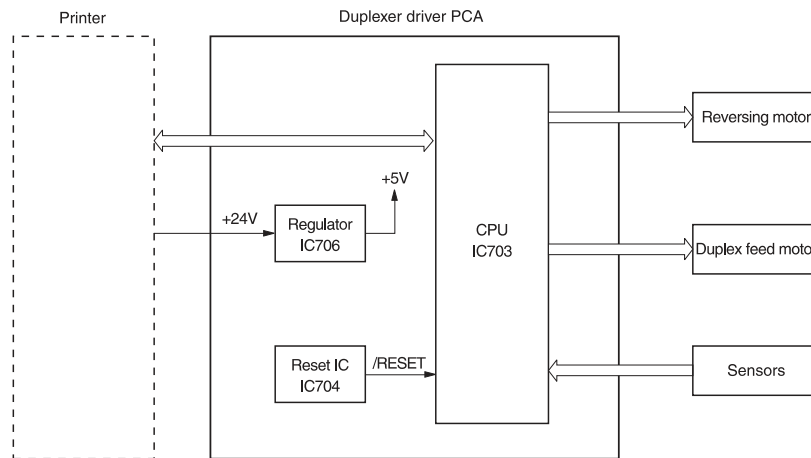 Printer
Duplexer driver PCA
Reversing motor
+5V
+24V
Regulator
IC706
CPU
IC703
Duplex feed moto
Reset IC
IC704
/RESET
Sensors